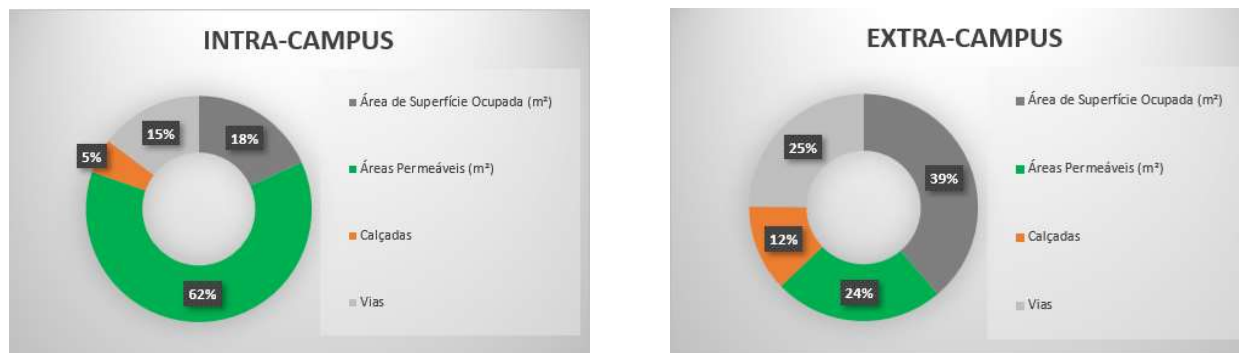 INTRA-CAMPUS
18%
62%
5%
15%
Área de Superfície Ocupada (m²)
Áreas Permeáveis (m²)
Calçadas
Vias
EXTRA-CAMPUS
39%
24%
12%
25%
Área de Superfície Ocupada (m²)
Áreas Permeáveis (m²)
Calçadas
Vias